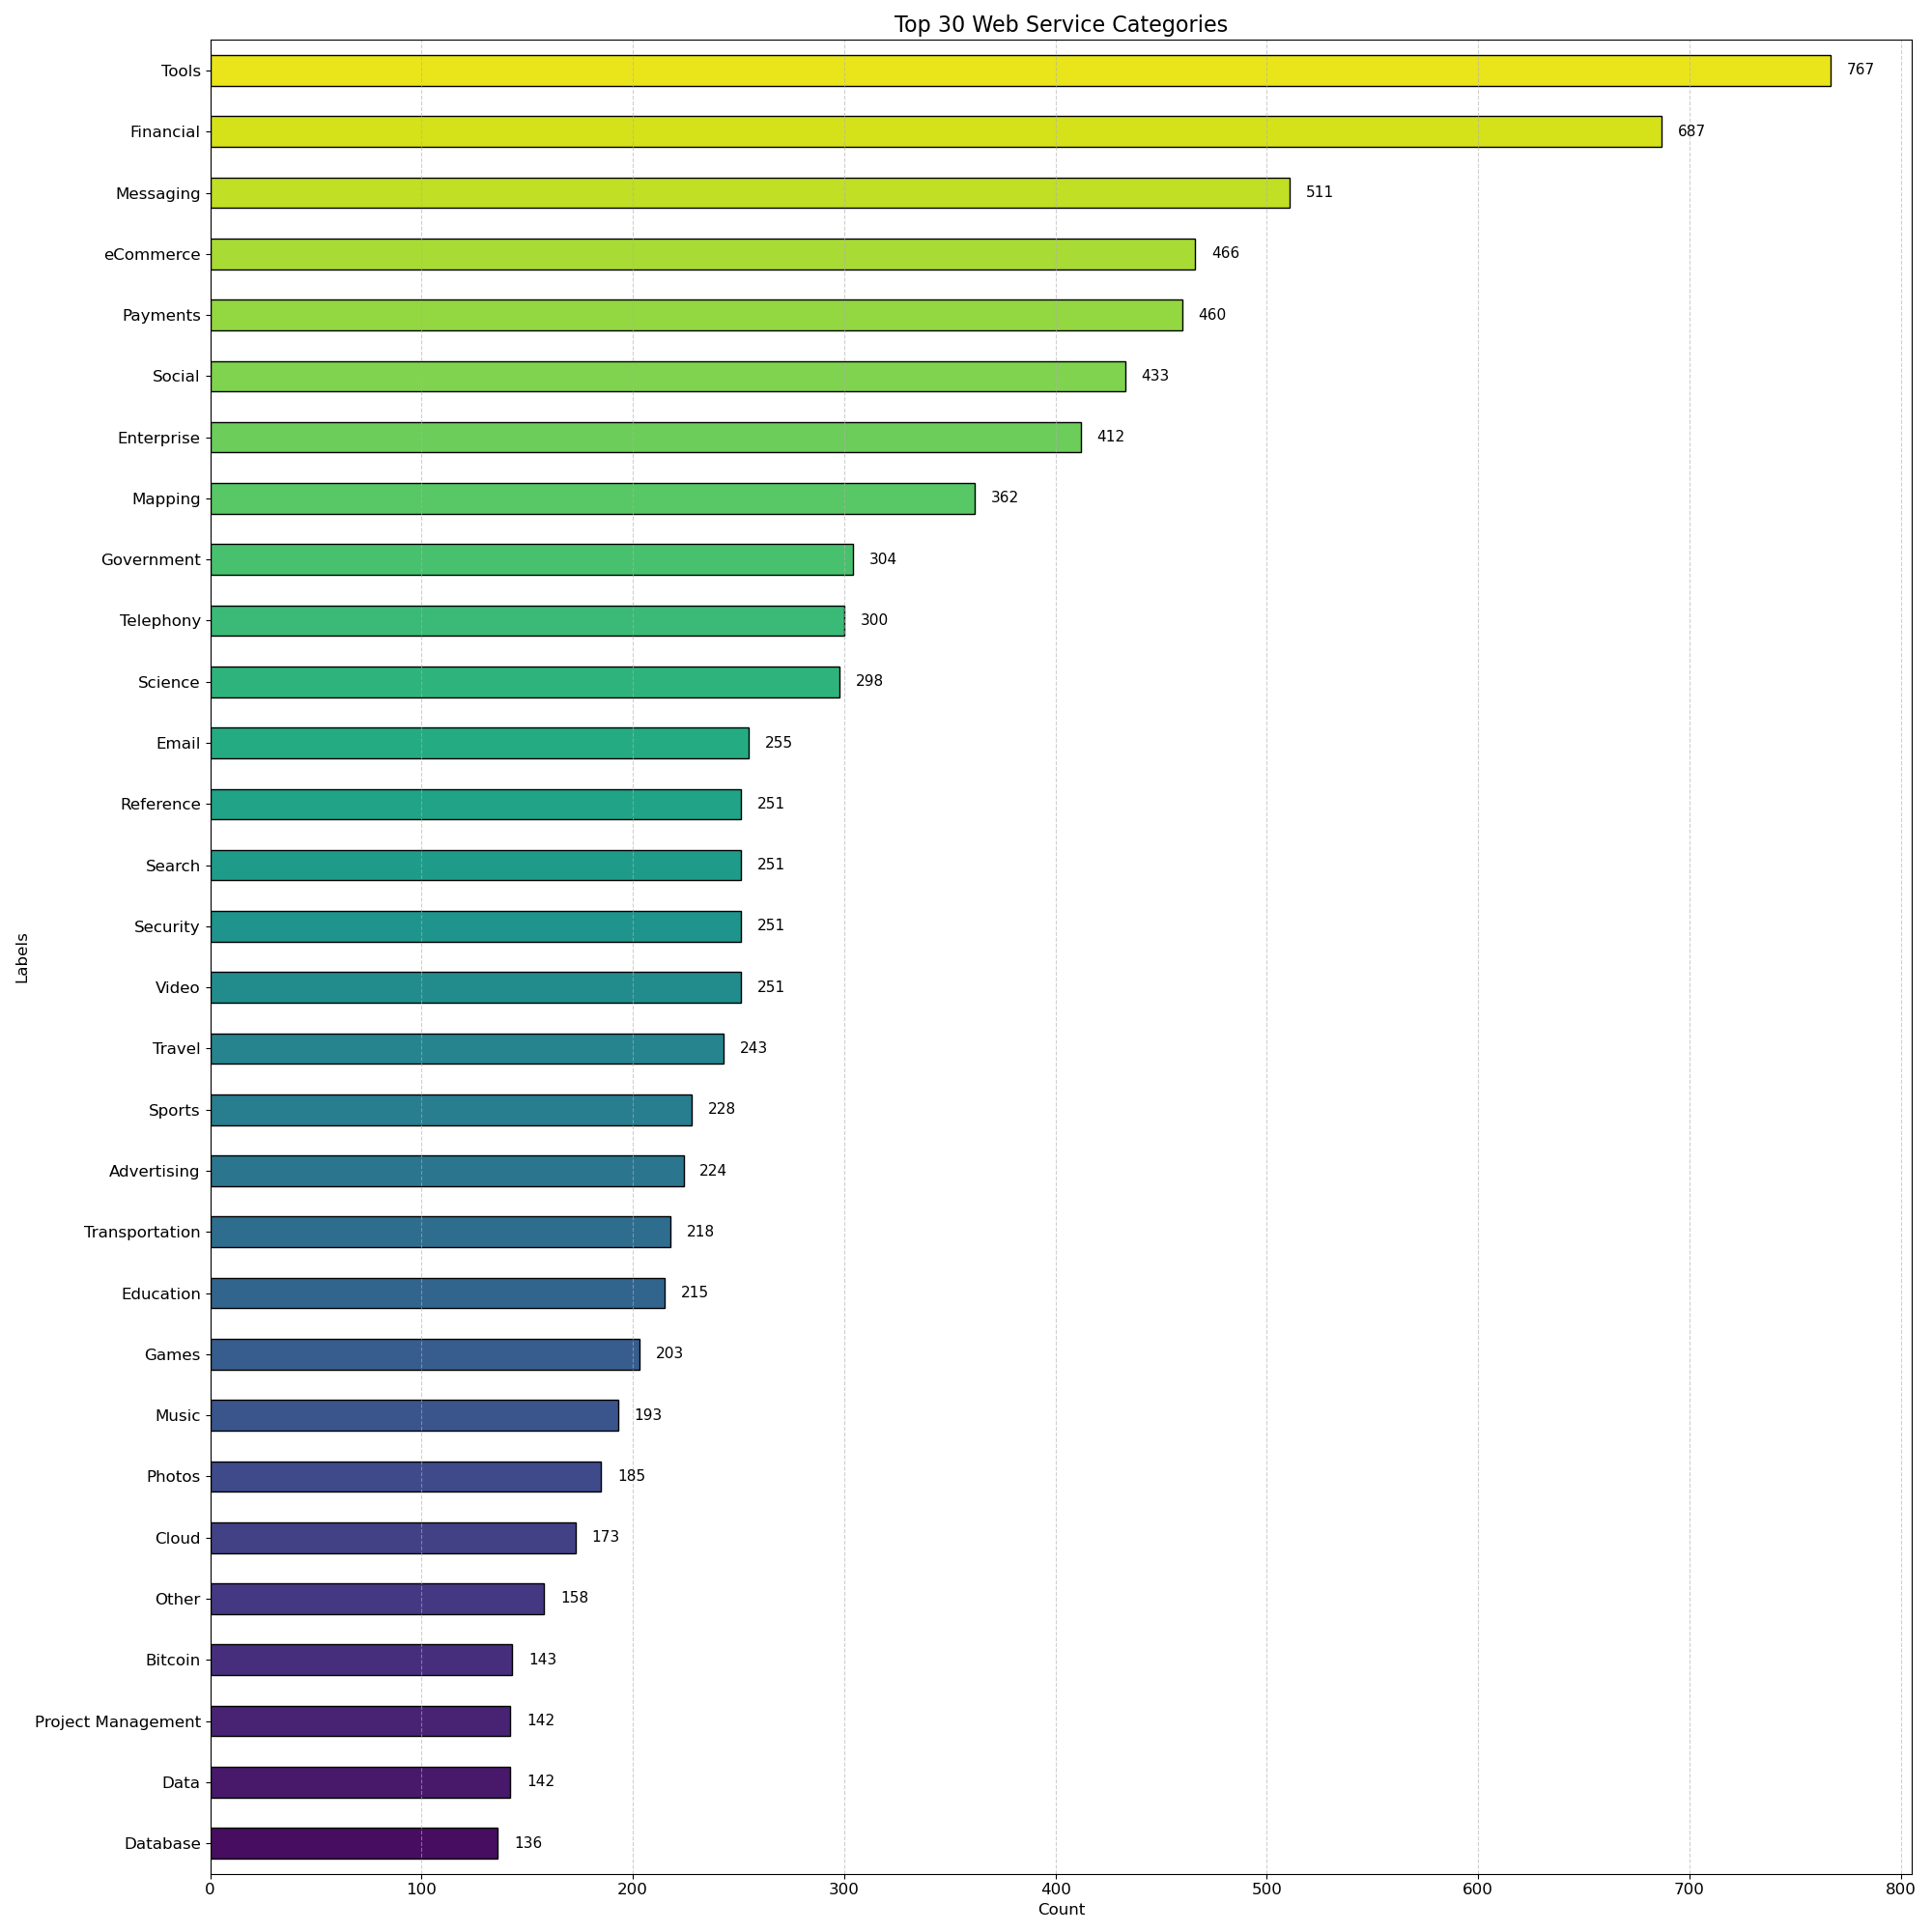 Top 30 Web Service Categories
Tools 767
Financial 687
Messaging 511
eCommerce 466
Payments 460
Social 433
Enterprise 412
Mapping 362
Government 304
Telephony 300
Science 298
Email 255
Reference 251
Search 251
Security 251
Video 251
Travel 243
Sports 228
Advertising 224
Transportation 218
Education 215
Games 203
Music 193
Photos 185
Cloud 173
Other 158
Bitcoin 143
Project Management 142
Data 142
Database 136
Labels
0 100 200 300 400 500 600 700 800
Count